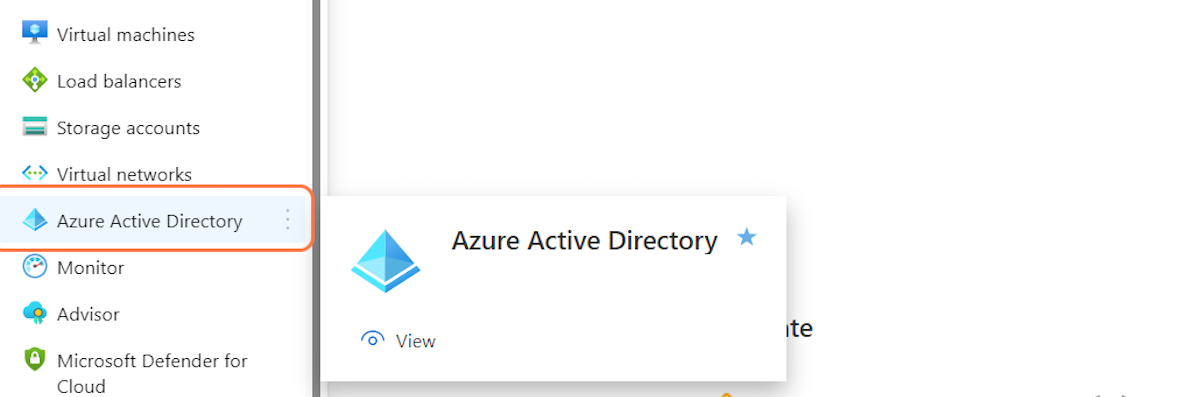 Virtual machines
Load balancers
Storage accounts
Virtual networks
Azure Active Directory
Monitor
Advisor
Microsoft Defender for
Cloud
Azure Active Directory
View